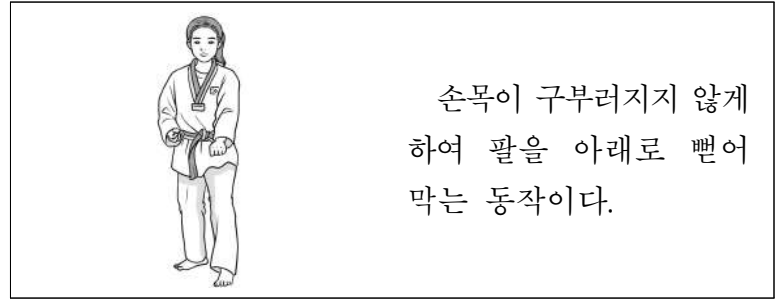 손목이 구부러지지 않게
하여 팔을 아래로 뻗어
막는 동작이다.